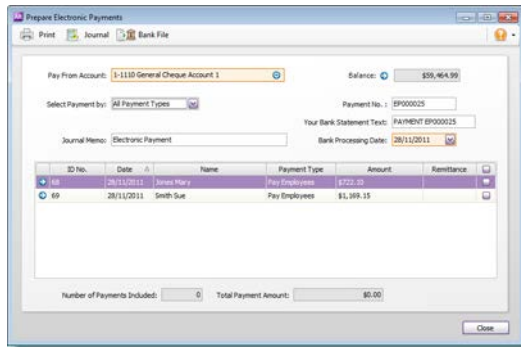 Prepare Electronic Payments
Print Journal Bank File
Pay From Account: 1-1110 General Cheque Account 1 Balance: $59,464.99
Select Payment by: All Payment Types Payment No. : EP000025
Your Bank Statement Text: PAYMENT EP000025
Journal Memo: Electronic Payment Bank Processing Date: 28/11/2011
ID No. Date Name Payment Type Amount Remittance
68 28/11/2011 Jones Mary Pay Employees
69 28/11/2011 Smith Sue Pay Employees $1,169.15
Number of Payments Included: 0 Total Payment Amount: $0.00
Close